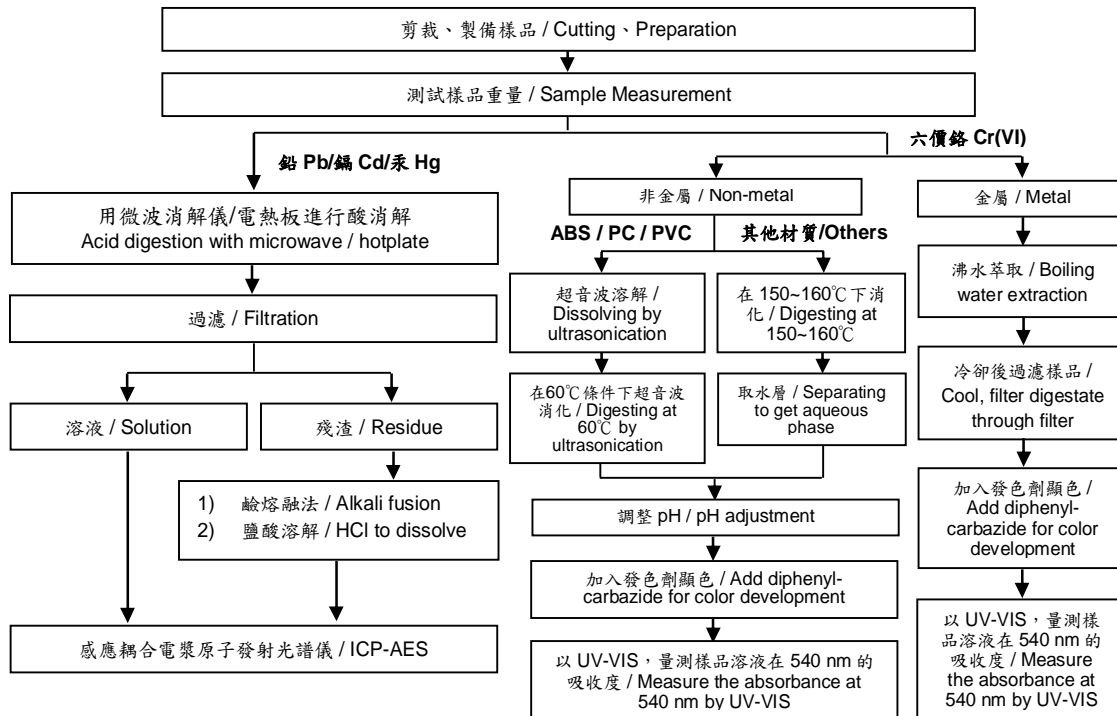 剪裁、製備樣品 / Cutting、Preparation
測試樣品重量 / Sample Measurement
鉛 Pb/鎘 Cd/汞 Hg
六價鉻 Cr(VI)
用微波消解儀/電熱板進行酸消解
Acid digestion with microwave / hotplate
過濾 / Filtration
溶液 / Solution
殘渣 / Residue
1) 鹼熔融法 / Alkali fusion
2) 鹽酸溶解 / HCl to dissolve
感應耦合電漿原子發射光譜儀 / ICP-AES
非金屬 / Non-metal
ABS / PC / PVC
其他材質/Others
超音波溶解 /
Dissolving by
ultrasonication
在60℃條件下超音波
消化 / Digesting at
60℃ by
ultrasonication
在 150~160℃下消
化 / Digesting at
150~160℃
取水層 / Separating
to get aqueous
phase
調整 pH / pH adjustment
加入發色劑顯色 / Add diphenyl-
carbazide for color development
以 UV-VIS，量測樣品溶液在 540 nm 的
吸收度 / Measure the absorbance at
540 nm by UV-VIS
金屬 / Metal
沸水萃取 / Boiling
water extraction
冷卻後過濾樣品 /
Cool, filter digestate
through filter
加入發色劑顯色 /
Add diphenyl-
carbazide for color
development
以 UV-VIS，量測樣
品溶液在 540 nm 的
吸收度 / Measure
the absorbance at
540 nm by UV-VIS